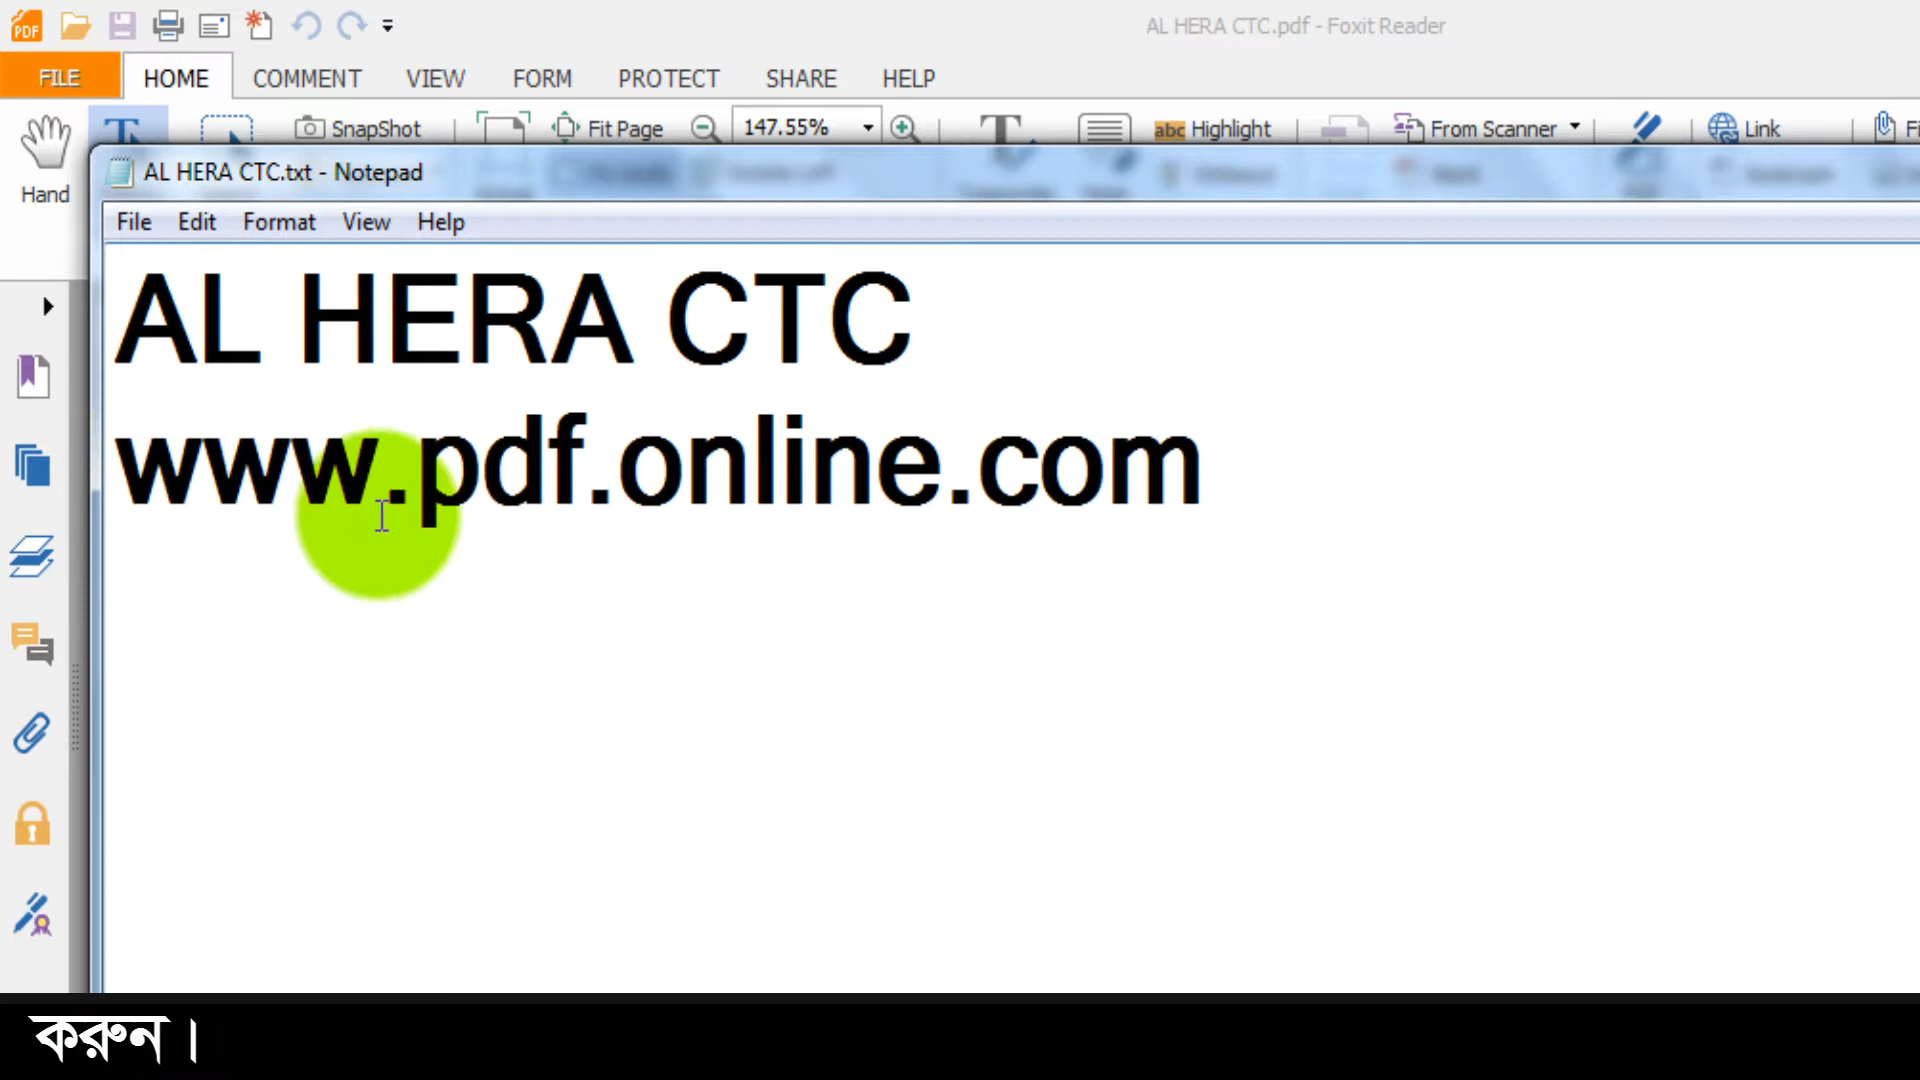 AL HERA CTC.pdf - Foxit Reader
FILE HOME COMMENT VIEW FORM PROTECT SHARE HELP
SnapShot Fit Page 147.55% abc Highlight From Scanner Link
Hand
AL HERA CTC.txt - Notepad
File Edit Format View Help
AL HERA CTC
www.pdf.online.com
করুন।